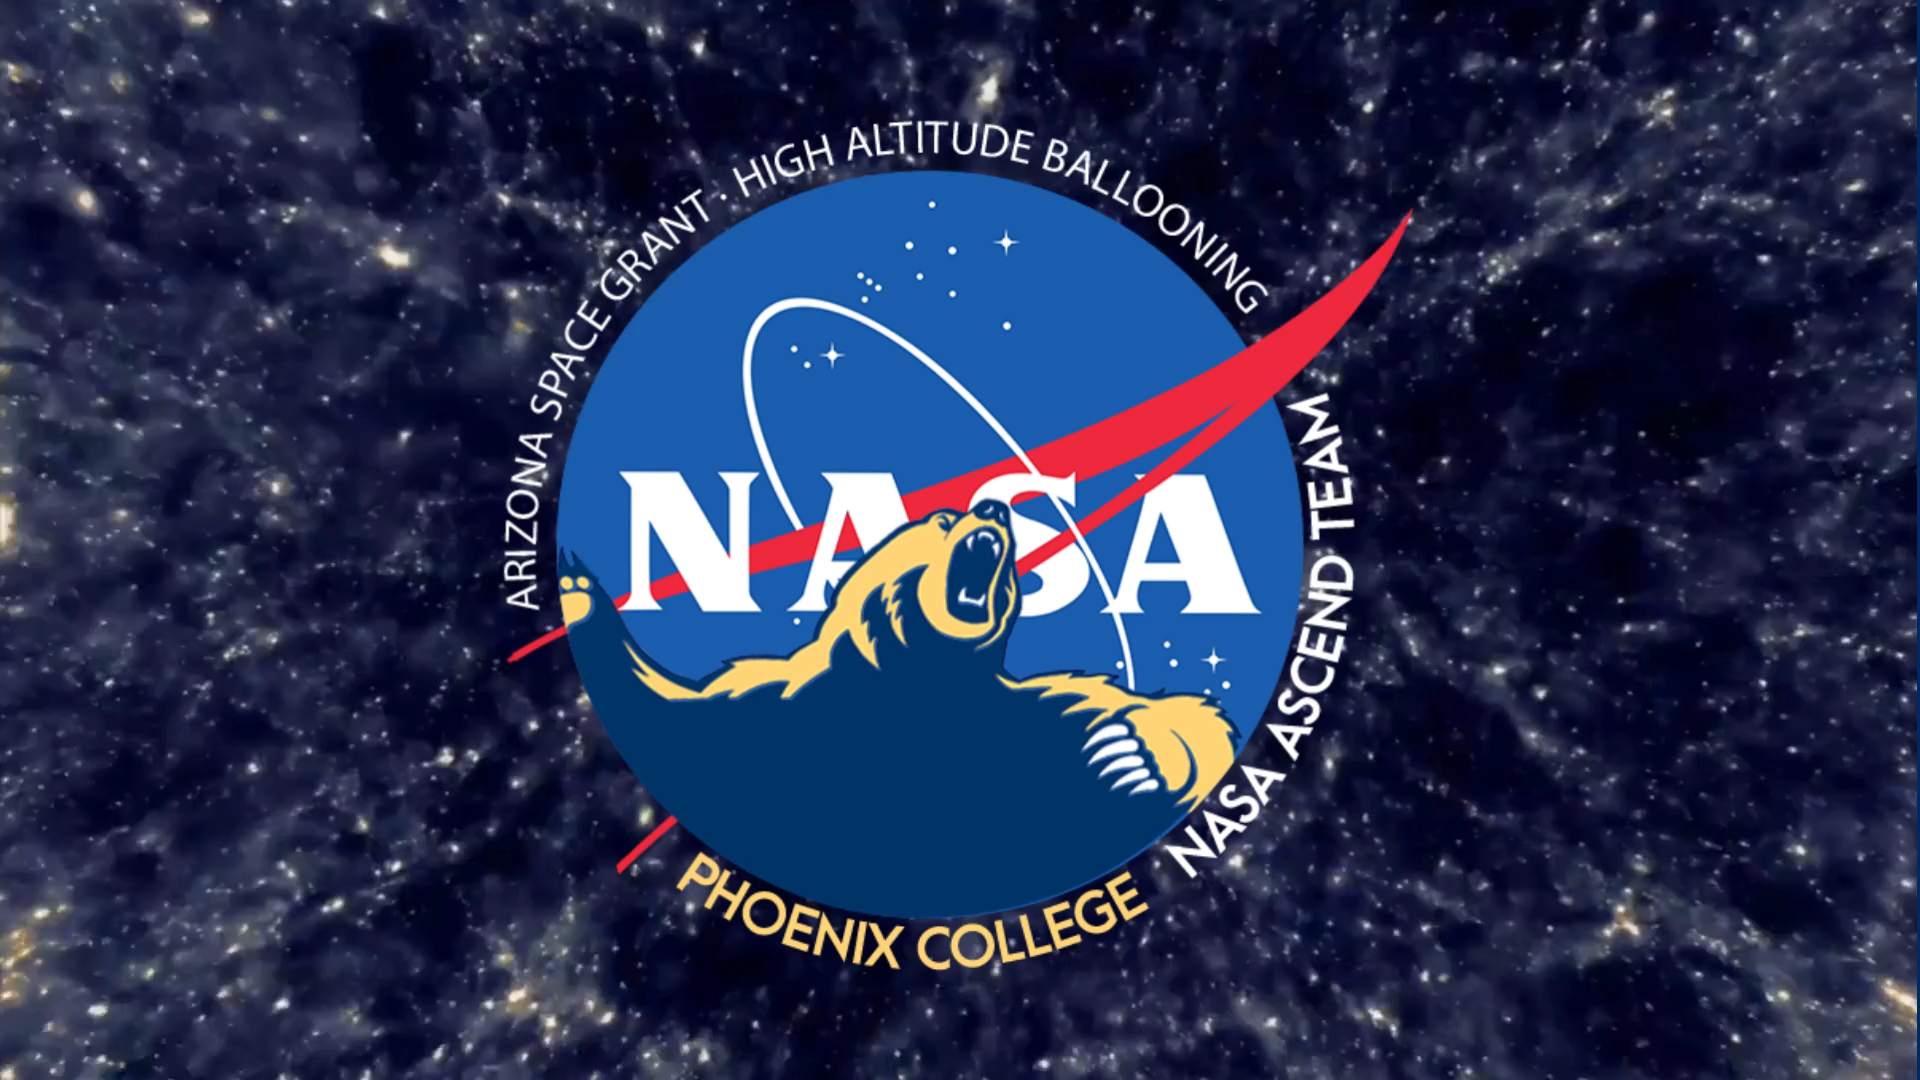 ARIZONA SPACE GRANT · HIGH ALTITUDE BALLOONING
NASA
NASA ASCEND TEAM
PHOENIX COLLEGE